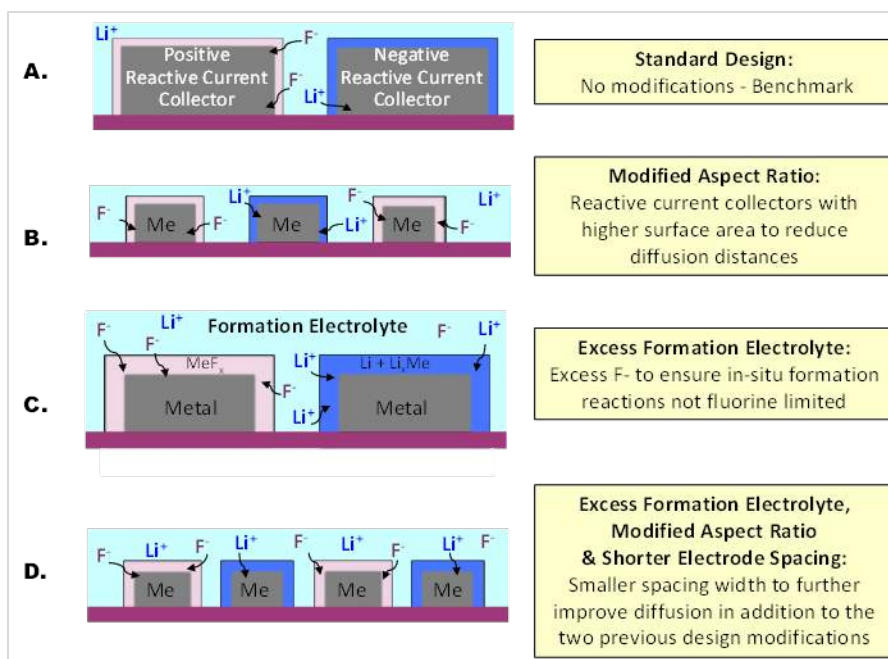 A.
Li⁺
F⁻
Positive
Reactive Current
Collector
F⁻
Negative
Reactive Current
Collector
Li⁺
Standard Design:
No modifications - Benchmark
B.
F⁻
Me
F⁻
Li⁺
Me
Li⁺
F⁻
Me
F⁻
Li⁺
Modified Aspect Ratio:
Reactive current collectors with
higher surface area to reduce
diffusion distances
C.
F⁻
Li⁺
F⁻
Formation Electrolyte
F⁻
Li⁺
MeFₓ
F⁻
Metal
Li⁺
Li + LiₓMe
Li⁺
Metal
Excess Formation Electrolyte:
Excess F- to ensure in-situ formation
reactions not fluorine limited
D.
F⁻
Li⁺
F⁻
Me
Li⁺
Me
F⁻
Li⁺
F⁻
Me
Li⁺
F⁻
Me
Excess Formation Electrolyte,
Modified Aspect Ratio
& Shorter Electrode Spacing:
Smaller spacing width to further
improve diffusion in addition to the
two previous design modifications